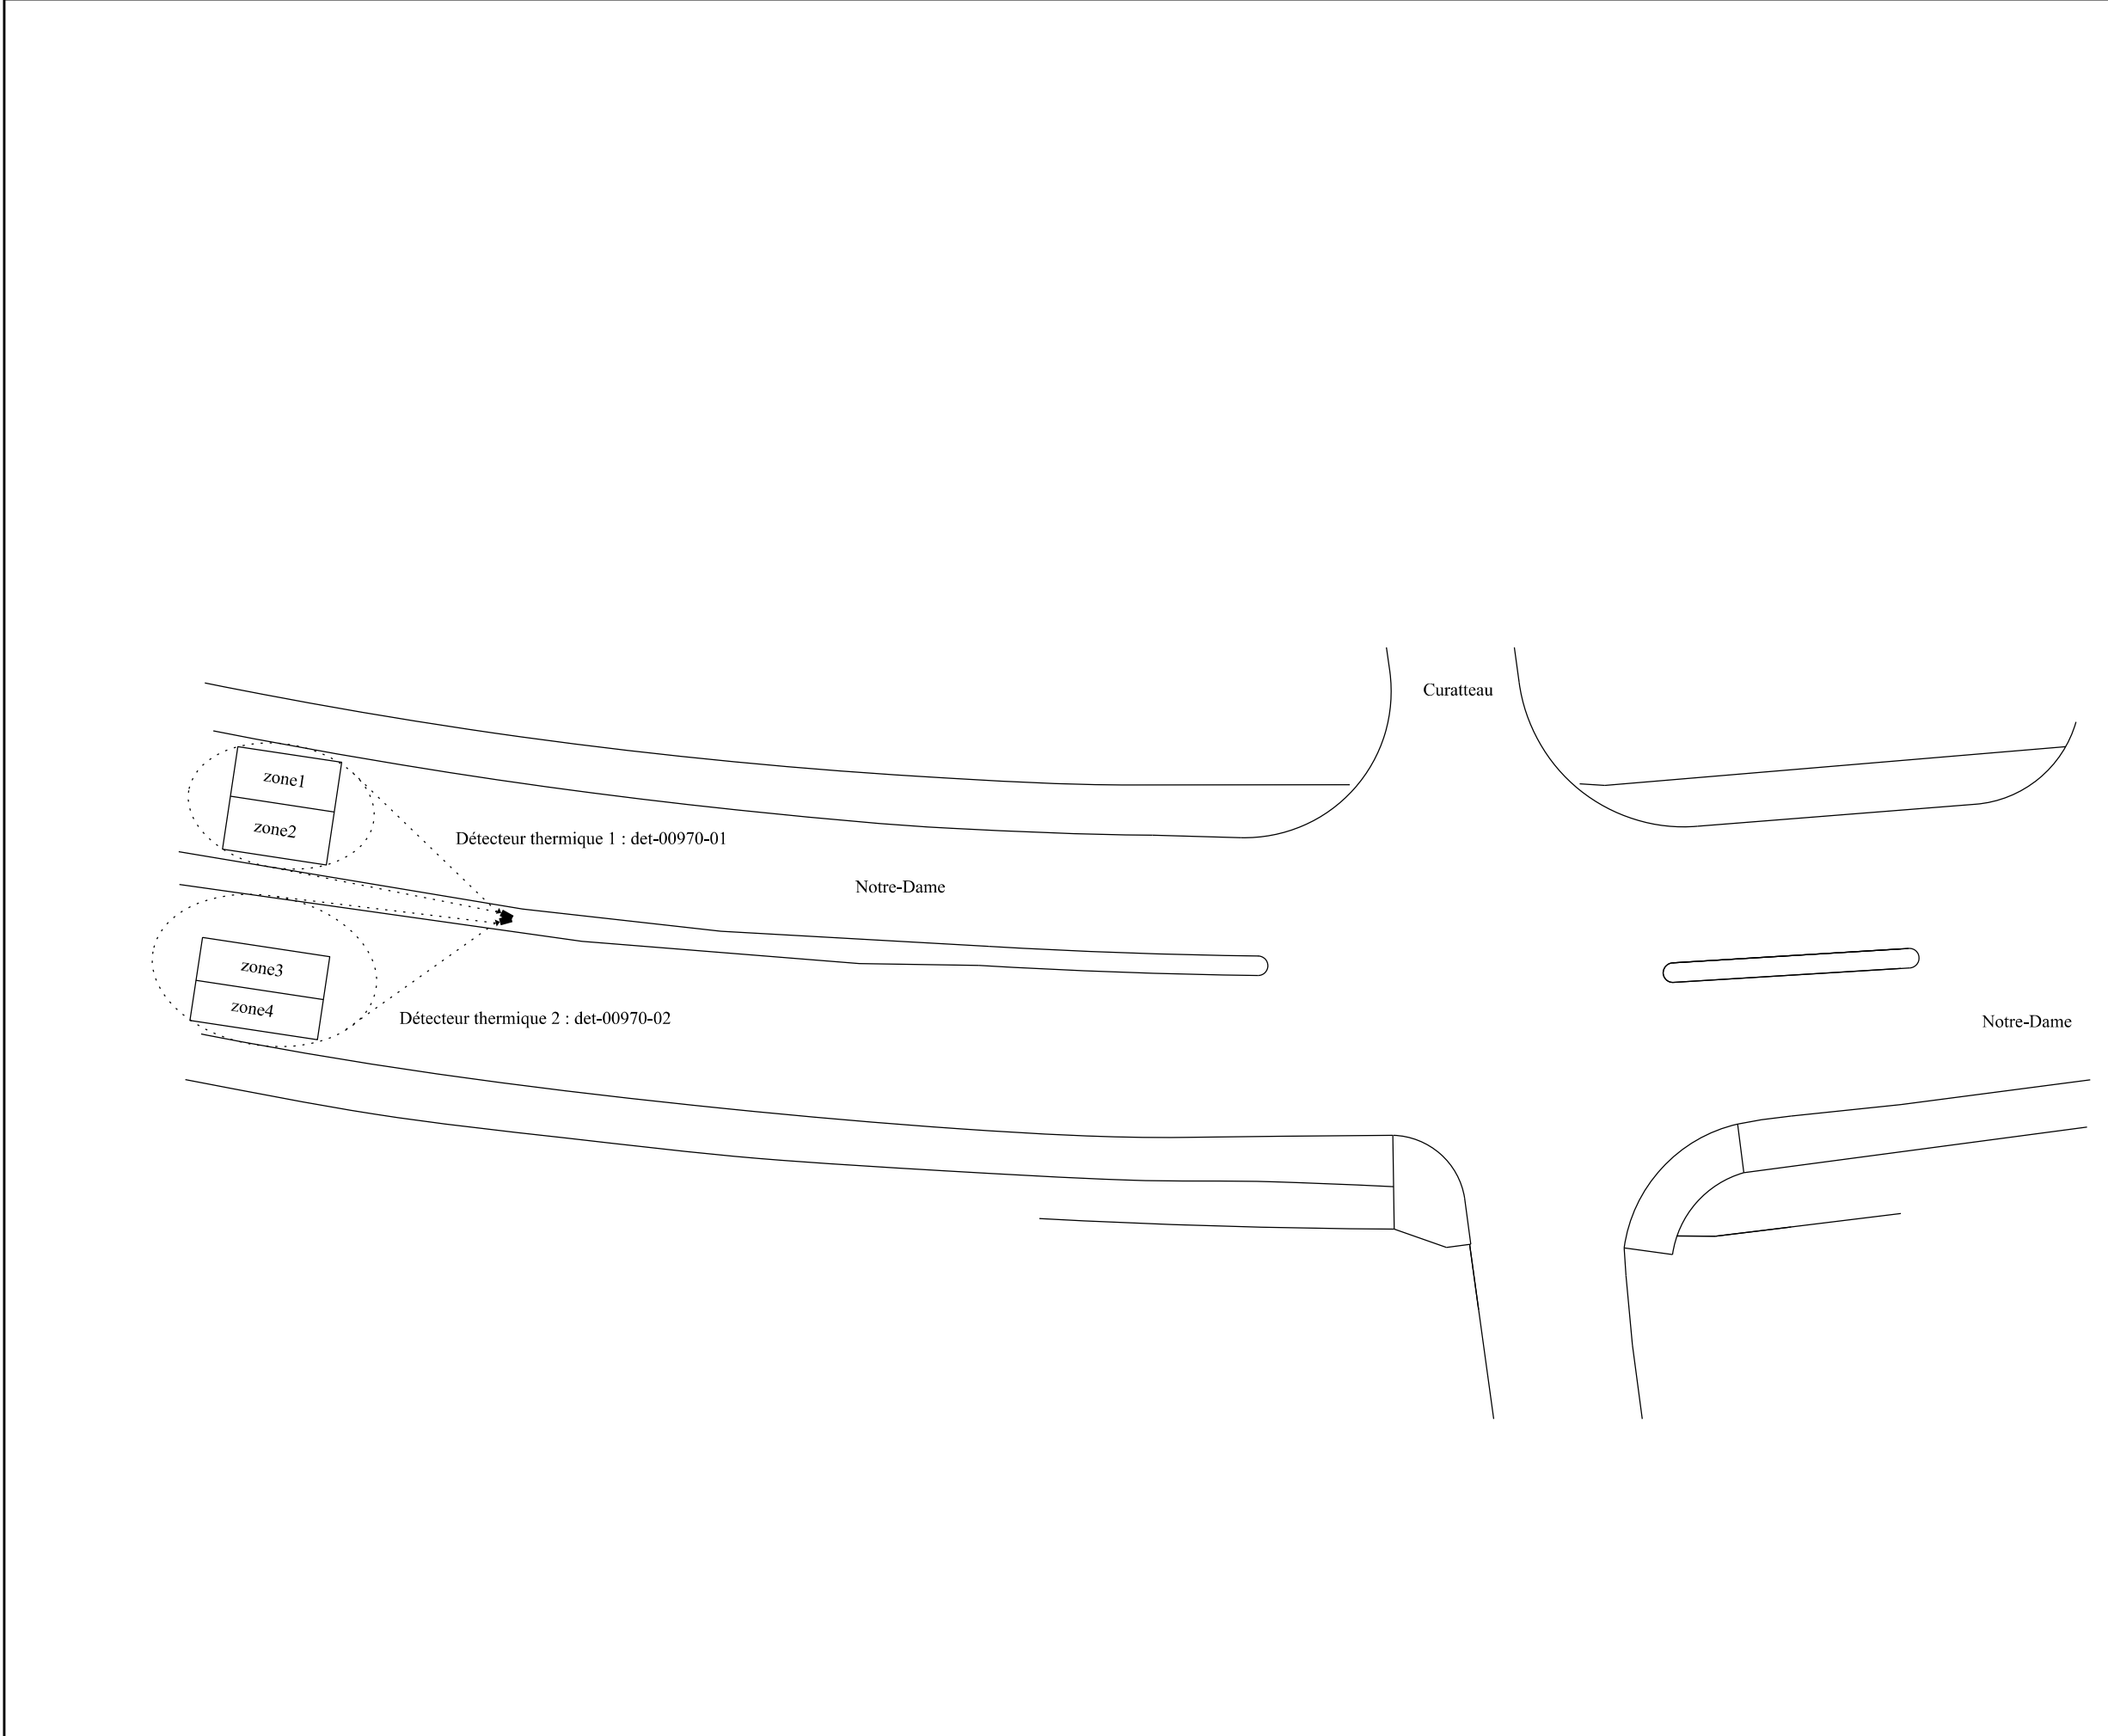 Curatteau
zone1
zone2
Détecteur thermique 1 : det-00970-01
Notre-Dame
zone3
zone4
Détecteur thermique 2 : det-00970-02
Notre-Dame